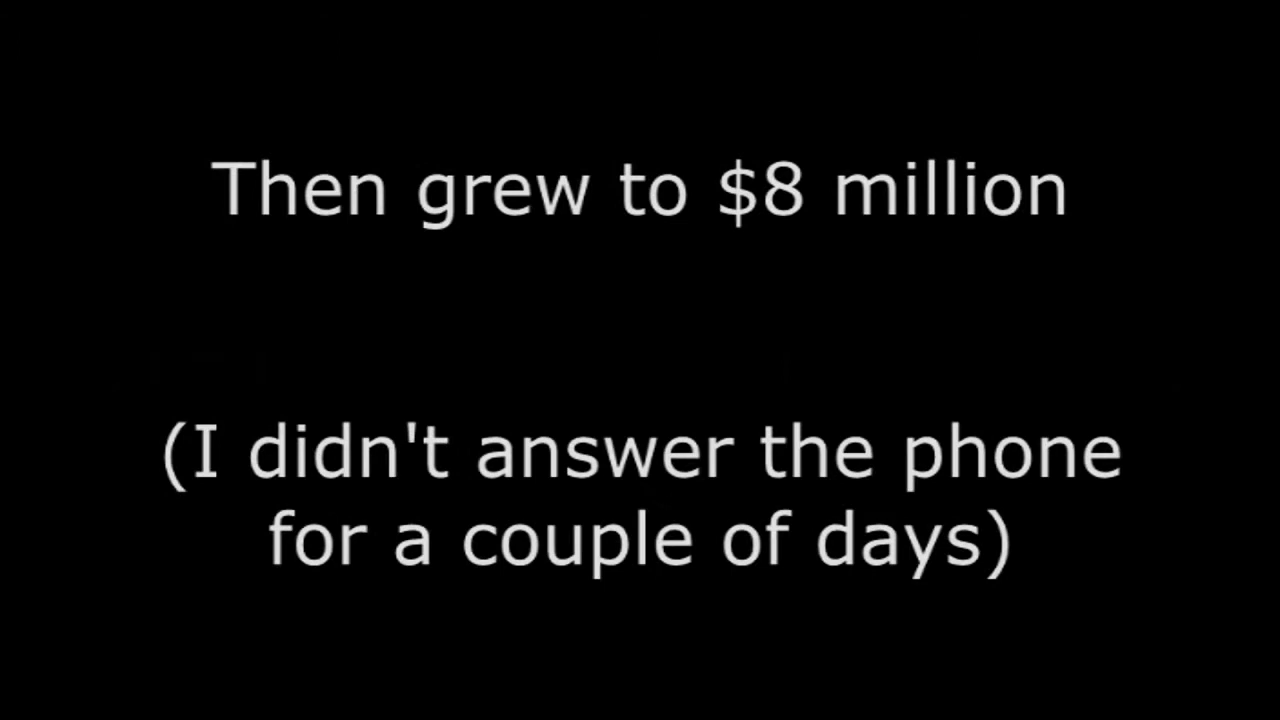 Then grew to $8 million
(I didn't answer the phone
for a couple of days)